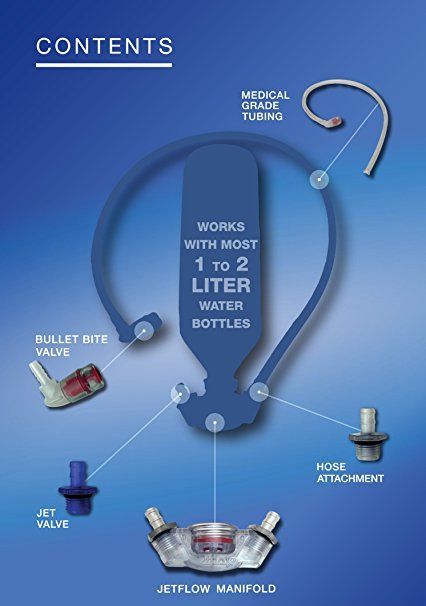 CONTENTS
MEDICAL
GRADE
TUBING
WORKS
WITH MOST
1 TO 2
LITER
WATER
BOTTLES
BULLET BITE
VALVE
HOSE
ATTACHMENT
JET
VALVE
JETFLOW MANIFOLD